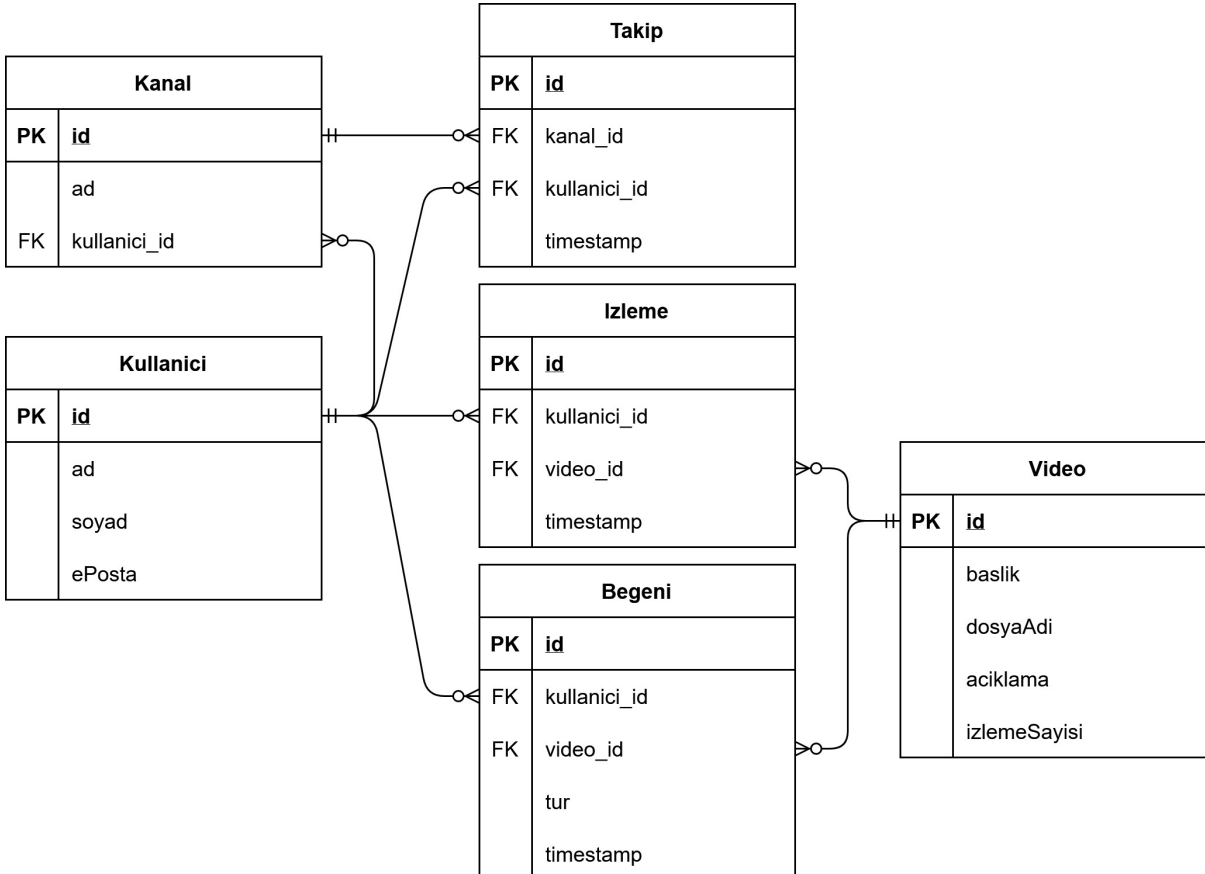 Takip
PK id
FK kanal_id
FK kullanici_id
timestamp
Kanal
PK id
ad
FK kullanici_id
Izleme
PK id
FK kullanici_id
FK video_id
timestamp
Kullanici
PK id
ad
soyad
ePosta
Begeni
PK id
FK kullanici_id
FK video_id
tur
timestamp
Video
PK id
baslik
dosyaAdi
aciklama
izlemeSayisi